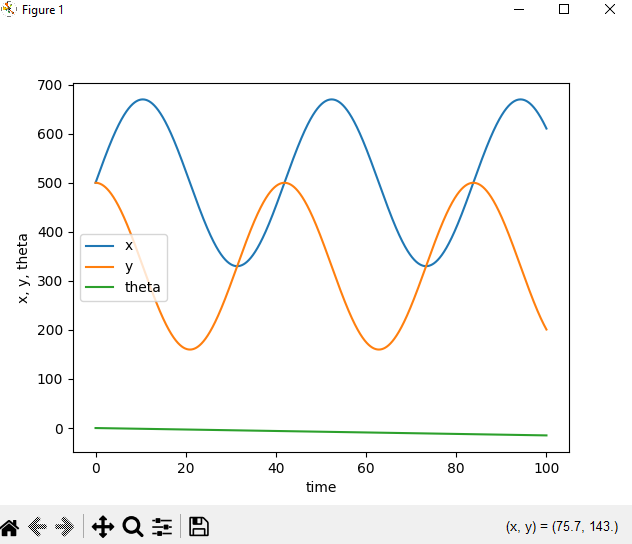 Figure 1
700
600
500
400
300
200
100
0
x, y, theta
x
y
theta
0 20 40 60 80 100
time
(x, y) = (75.7, 143.)